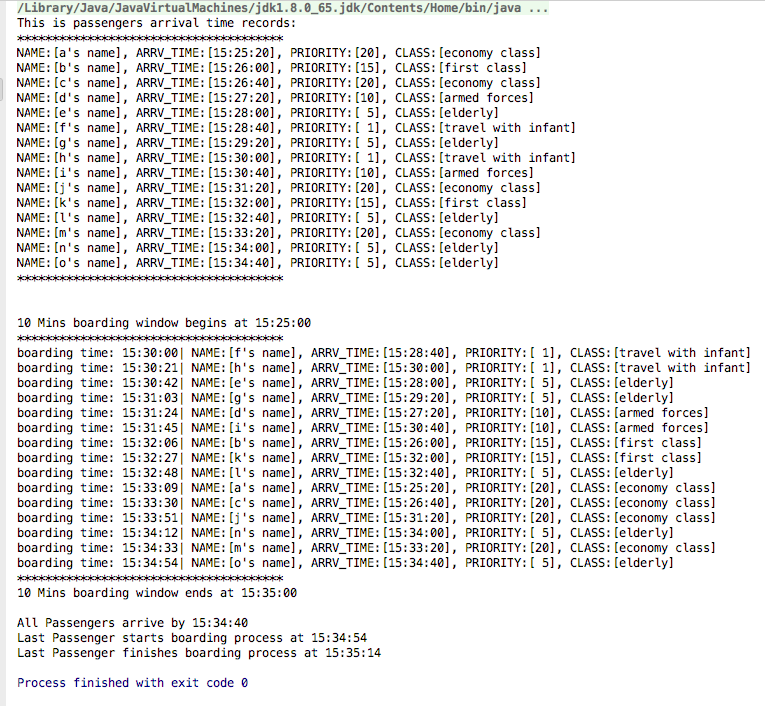 /Library/Java/JavaVirtualMachines/jdk1.8.0_65.jdk/Contents/Home/bin/java ...
This is passengers arrival time records:
**************************************
NAME:[a's name], ARRV_TIME:[15:25:20], PRIORITY:[20], CLASS:[economy class]
NAME:[b's name], ARRV_TIME:[15:26:00], PRIORITY:[15], CLASS:[first class]
NAME:[c's name], ARRV_TIME:[15:26:40], PRIORITY:[20], CLASS:[economy class]
NAME:[d's name], ARRV_TIME:[15:27:20], PRIORITY:[10], CLASS:[armed forces]
NAME:[e's name], ARRV_TIME:[15:28:00], PRIORITY:[ 5], CLASS:[elderly]
NAME:[f's name], ARRV_TIME:[15:28:40], PRIORITY:[ 1], CLASS:[travel with infant]
NAME:[g's name], ARRV_TIME:[15:29:20], PRIORITY:[ 5], CLASS:[elderly]
NAME:[h's name], ARRV_TIME:[15:30:00], PRIORITY:[ 1], CLASS:[travel with infant]
NAME:[i's name], ARRV_TIME:[15:30:40], PRIORITY:[10], CLASS:[armed forces]
NAME:[j's name], ARRV_TIME:[15:31:20], PRIORITY:[20], CLASS:[economy class]
NAME:[k's name], ARRV_TIME:[15:32:00], PRIORITY:[15], CLASS:[first class]
NAME:[l's name], ARRV_TIME:[15:32:40], PRIORITY:[ 5], CLASS:[elderly]
NAME:[m's name], ARRV_TIME:[15:33:20], PRIORITY:[20], CLASS:[economy class]
NAME:[n's name], ARRV_TIME:[15:34:00], PRIORITY:[ 5], CLASS:[elderly]
NAME:[o's name], ARRV_TIME:[15:34:40], PRIORITY:[ 5], CLASS:[elderly]
**************************************
10 Mins boarding window begins at 15:25:00
**************************************
boarding time: 15:30:00| NAME:[f's name], ARRV_TIME:[15:28:40], PRIORITY:[ 1], CLASS:[travel with infant]
boarding time: 15:30:21| NAME:[h's name], ARRV_TIME:[15:30:00], PRIORITY:[ 1], CLASS:[travel with infant]
boarding time: 15:30:42| NAME:[e's name], ARRV_TIME:[15:28:00], PRIORITY:[ 5], CLASS:[elderly]
boarding time: 15:31:03| NAME:[g's name], ARRV_TIME:[15:29:20], PRIORITY:[ 5], CLASS:[elderly]
boarding time: 15:31:24| NAME:[d's name], ARRV_TIME:[15:27:20], PRIORITY:[10], CLASS:[armed forces]
boarding time: 15:31:45| NAME:[i's name], ARRV_TIME:[15:30:40], PRIORITY:[10], CLASS:[armed forces]
boarding time: 15:32:06| NAME:[b's name], ARRV_TIME:[15:26:00], PRIORITY:[15], CLASS:[first class]
boarding time: 15:32:27| NAME:[k's name], ARRV_TIME:[15:32:00], PRIORITY:[15], CLASS:[first class]
boarding time: 15:32:48| NAME:[l's name], ARRV_TIME:[15:32:40], PRIORITY:[ 5], CLASS:[elderly]
boarding time: 15:33:09| NAME:[a's name], ARRV_TIME:[15:25:20], PRIORITY:[20], CLASS:[economy class]
boarding time: 15:33:30| NAME:[c's name], ARRV_TIME:[15:26:40], PRIORITY:[20], CLASS:[economy class]
boarding time: 15:33:51| NAME:[j's name], ARRV_TIME:[15:31:20], PRIORITY:[20], CLASS:[economy class]
boarding time: 15:34:12| NAME:[n's name], ARRV_TIME:[15:34:00], PRIORITY:[ 5], CLASS:[elderly]
boarding time: 15:34:33| NAME:[m's name], ARRV_TIME:[15:33:20], PRIORITY:[20], CLASS:[economy class]
boarding time: 15:34:54| NAME:[o's name], ARRV_TIME:[15:34:40], PRIORITY:[ 5], CLASS:[elderly]
**************************************
10 Mins boarding window ends at 15:35:00
All Passengers arrive by 15:34:40
Last Passenger starts boarding process at 15:34:54
Last Passenger finishes boarding process at 15:35:14
Process finished with exit code 0